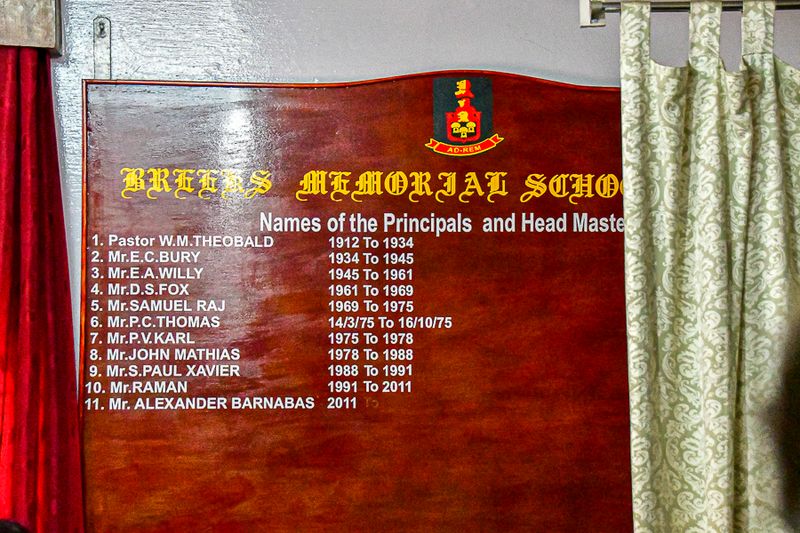 AD-REM
BREEKS MEMORIAL SCHOO
Names of the Principals and Head Maste
1. Pastor W.M.THEOBALD 1912 To 1934
2. Mr.E.C.BURY 1934 To 1945
3. Mr.E.A.WILLY 1945 To 1961
4. Mr.D.S.FOX 1961 To 1969
5. Mr.SAMUEL RAJ 1969 To 1975
6. Mr.P.C.THOMAS 14/3/75 To 16/10/75
7. Mr.P.V.KARL 1975 To 1978
8. Mr.JOHN MATHIAS 1978 To 1988
9. Mr.S.PAUL XAVIER 1988 To 1991
10. Mr.RAMAN 1991 To 2011
11. Mr. ALEXANDER BARNABAS 2011 To